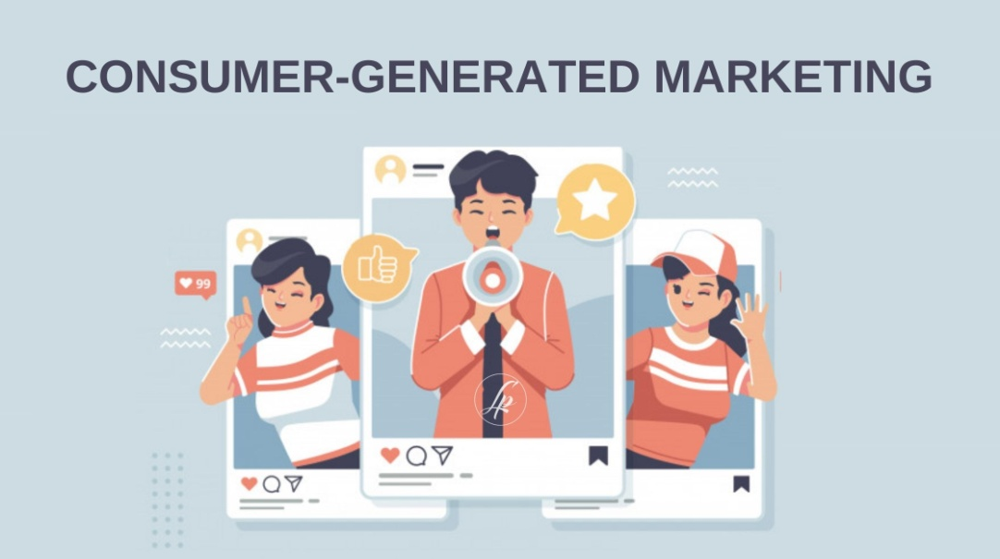 CONSUMER-GENERATED MARKETING
99